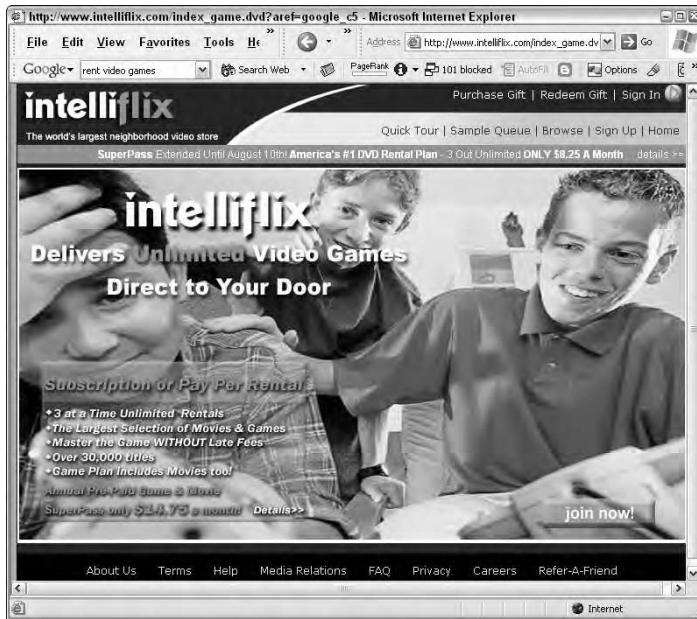 http://www.intelliflix.com/index_game.dvd?aref=google_c5 - Microsoft Internet Explorer
File Edit View Favorites Tools He » » Address http://www.intelliflix.com/index_game.dv Go
Google rent video games Search Web PageRank 101 blocked AutoFill Options »
intelliflix
The world's largest neighborhood video store
Purchase Gift | Redeem Gift | Sign In
Quick Tour | Sample Queue | Browse | Sign Up | Home
SuperPass Extended Until August 10th! America's #1 DVD Rental Plan - 3 Out Unlimited ONLY $8.25 A Month details >>
intelliflix
Delivers Unlimited Video Games
Direct to Your Door
Subscription or Pay Per Rental
3 at a Time Unlimited Rentals
The Largest Selection of Movies & Games
Master the Game WITHOUT Late Fees
Over 30,000 titles
Game Plan includes Movies too!
Annual Pre-Paid Game & Movie
SuperPass only $14.75 a month Details>>
join now!
About Us Terms Help Media Relations FAQ Privacy Careers Refer-A-Friend
Internet